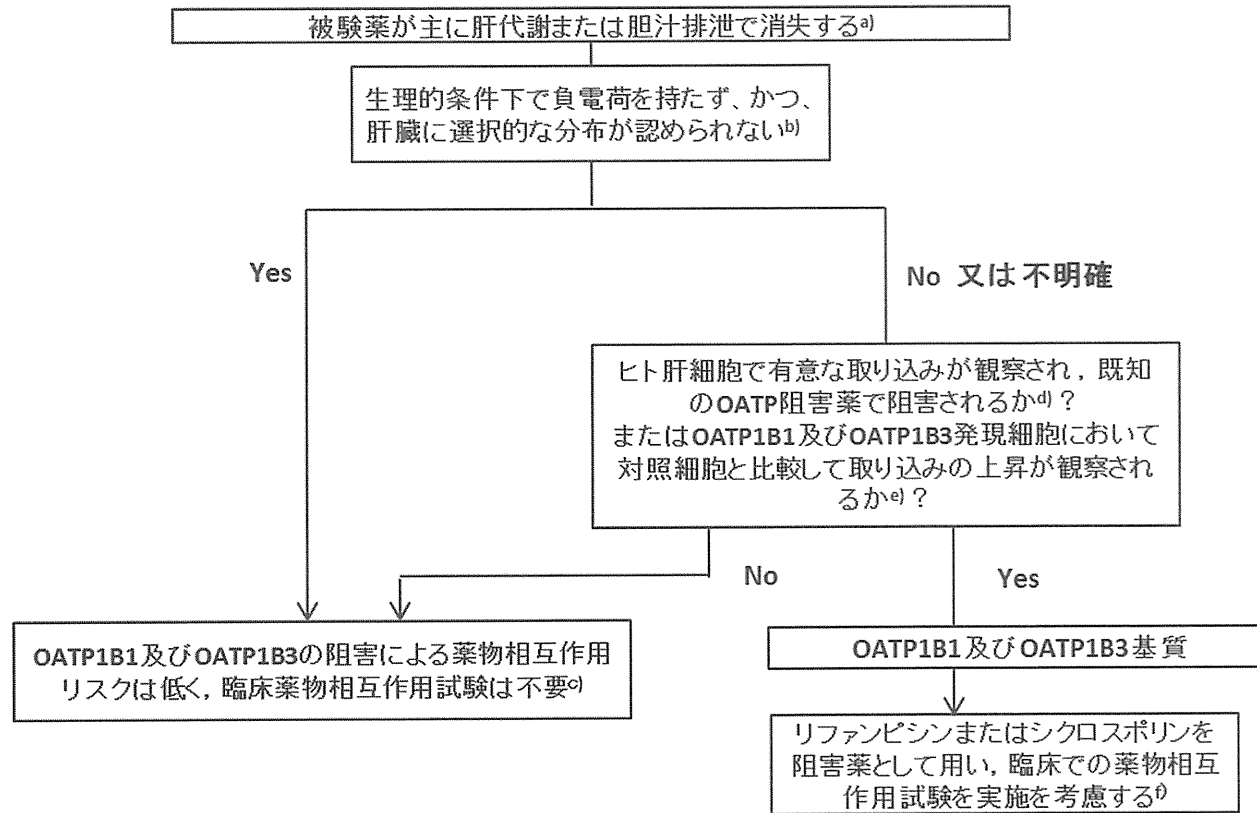 被験薬が主に肝代謝または胆汁排泄で消失するa)
生理的条件下で負電荷を持たず、かつ、
肝臓に選択的な分布が認められないb)
Yes
No 又は不明確
ヒト肝細胞で有意な取り込みが観察され，既知
のOATP阻害薬で阻害されるかd)？
またはOATP1B1及びOATP1B3発現細胞において
対照細胞と比較して取り込みの上昇が観察され
るかe)？
No
Yes
OATP1B1及びOATP1B3の阻害による薬物相互作用
リスクは低く，臨床薬物相互作用試験は不要c)
OATP1B1及びOATP1B3基質
リファンピシンまたはシクロスポリンを
阻害薬として用い，臨床での薬物相互
作用試験を実施を考慮するf)